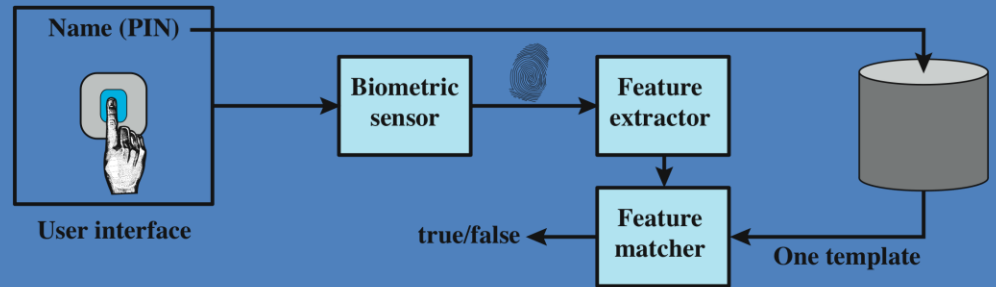 Name (PIN)
Biometric
sensor
Feature
extractor
User interface
true/false
Feature
matcher
One template